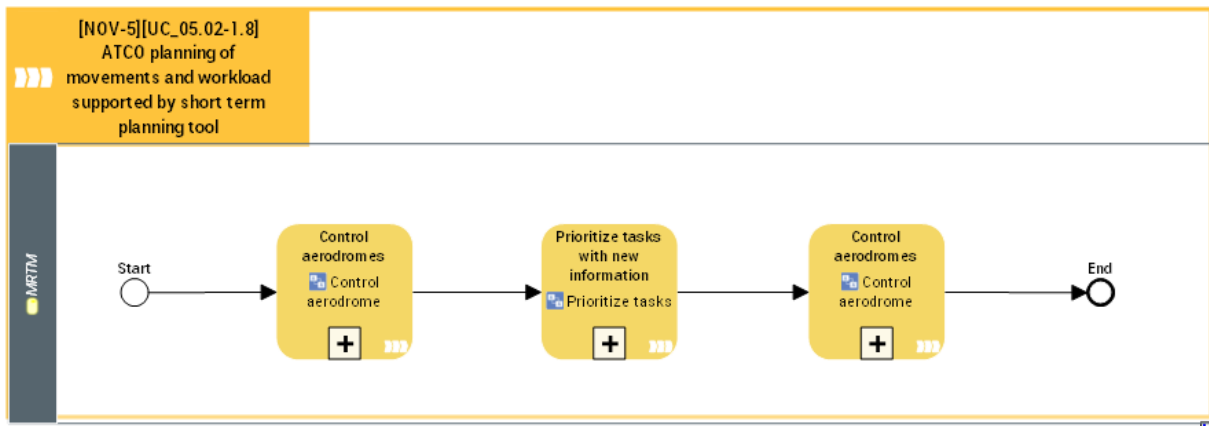 [NOV-5][UC_05.02-1.8]
ATCO planning of
movements and workload
supported by short term
planning tool
MRTM
Start
Control
aerodromes
Control
aerodrome
Prioritize tasks
with new
information
Prioritize tasks
Control
aerodromes
Control
aerodrome
End